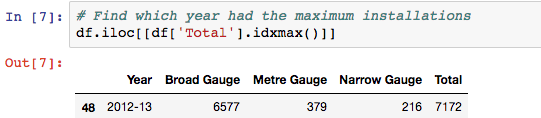 In [7]: # Find which year had the maximum installations
df.iloc[[df['Total'].idxmax()]]
Out[7]:
Year Broad Gauge Metre Gauge Narrow Gauge Total
48 2012-13 6577 379 216 7172